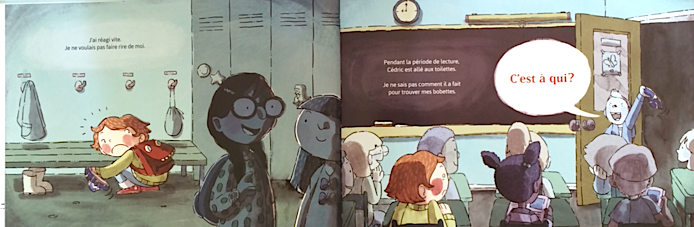 J'ai réagi vite.
Je ne voulais pas faire rire de moi.
Pendant la période de lecture,
Cédric est allé aux toilettes.
Je ne sais pas comment il a fait
pour trouver mes bobettes.
C'est à qui?